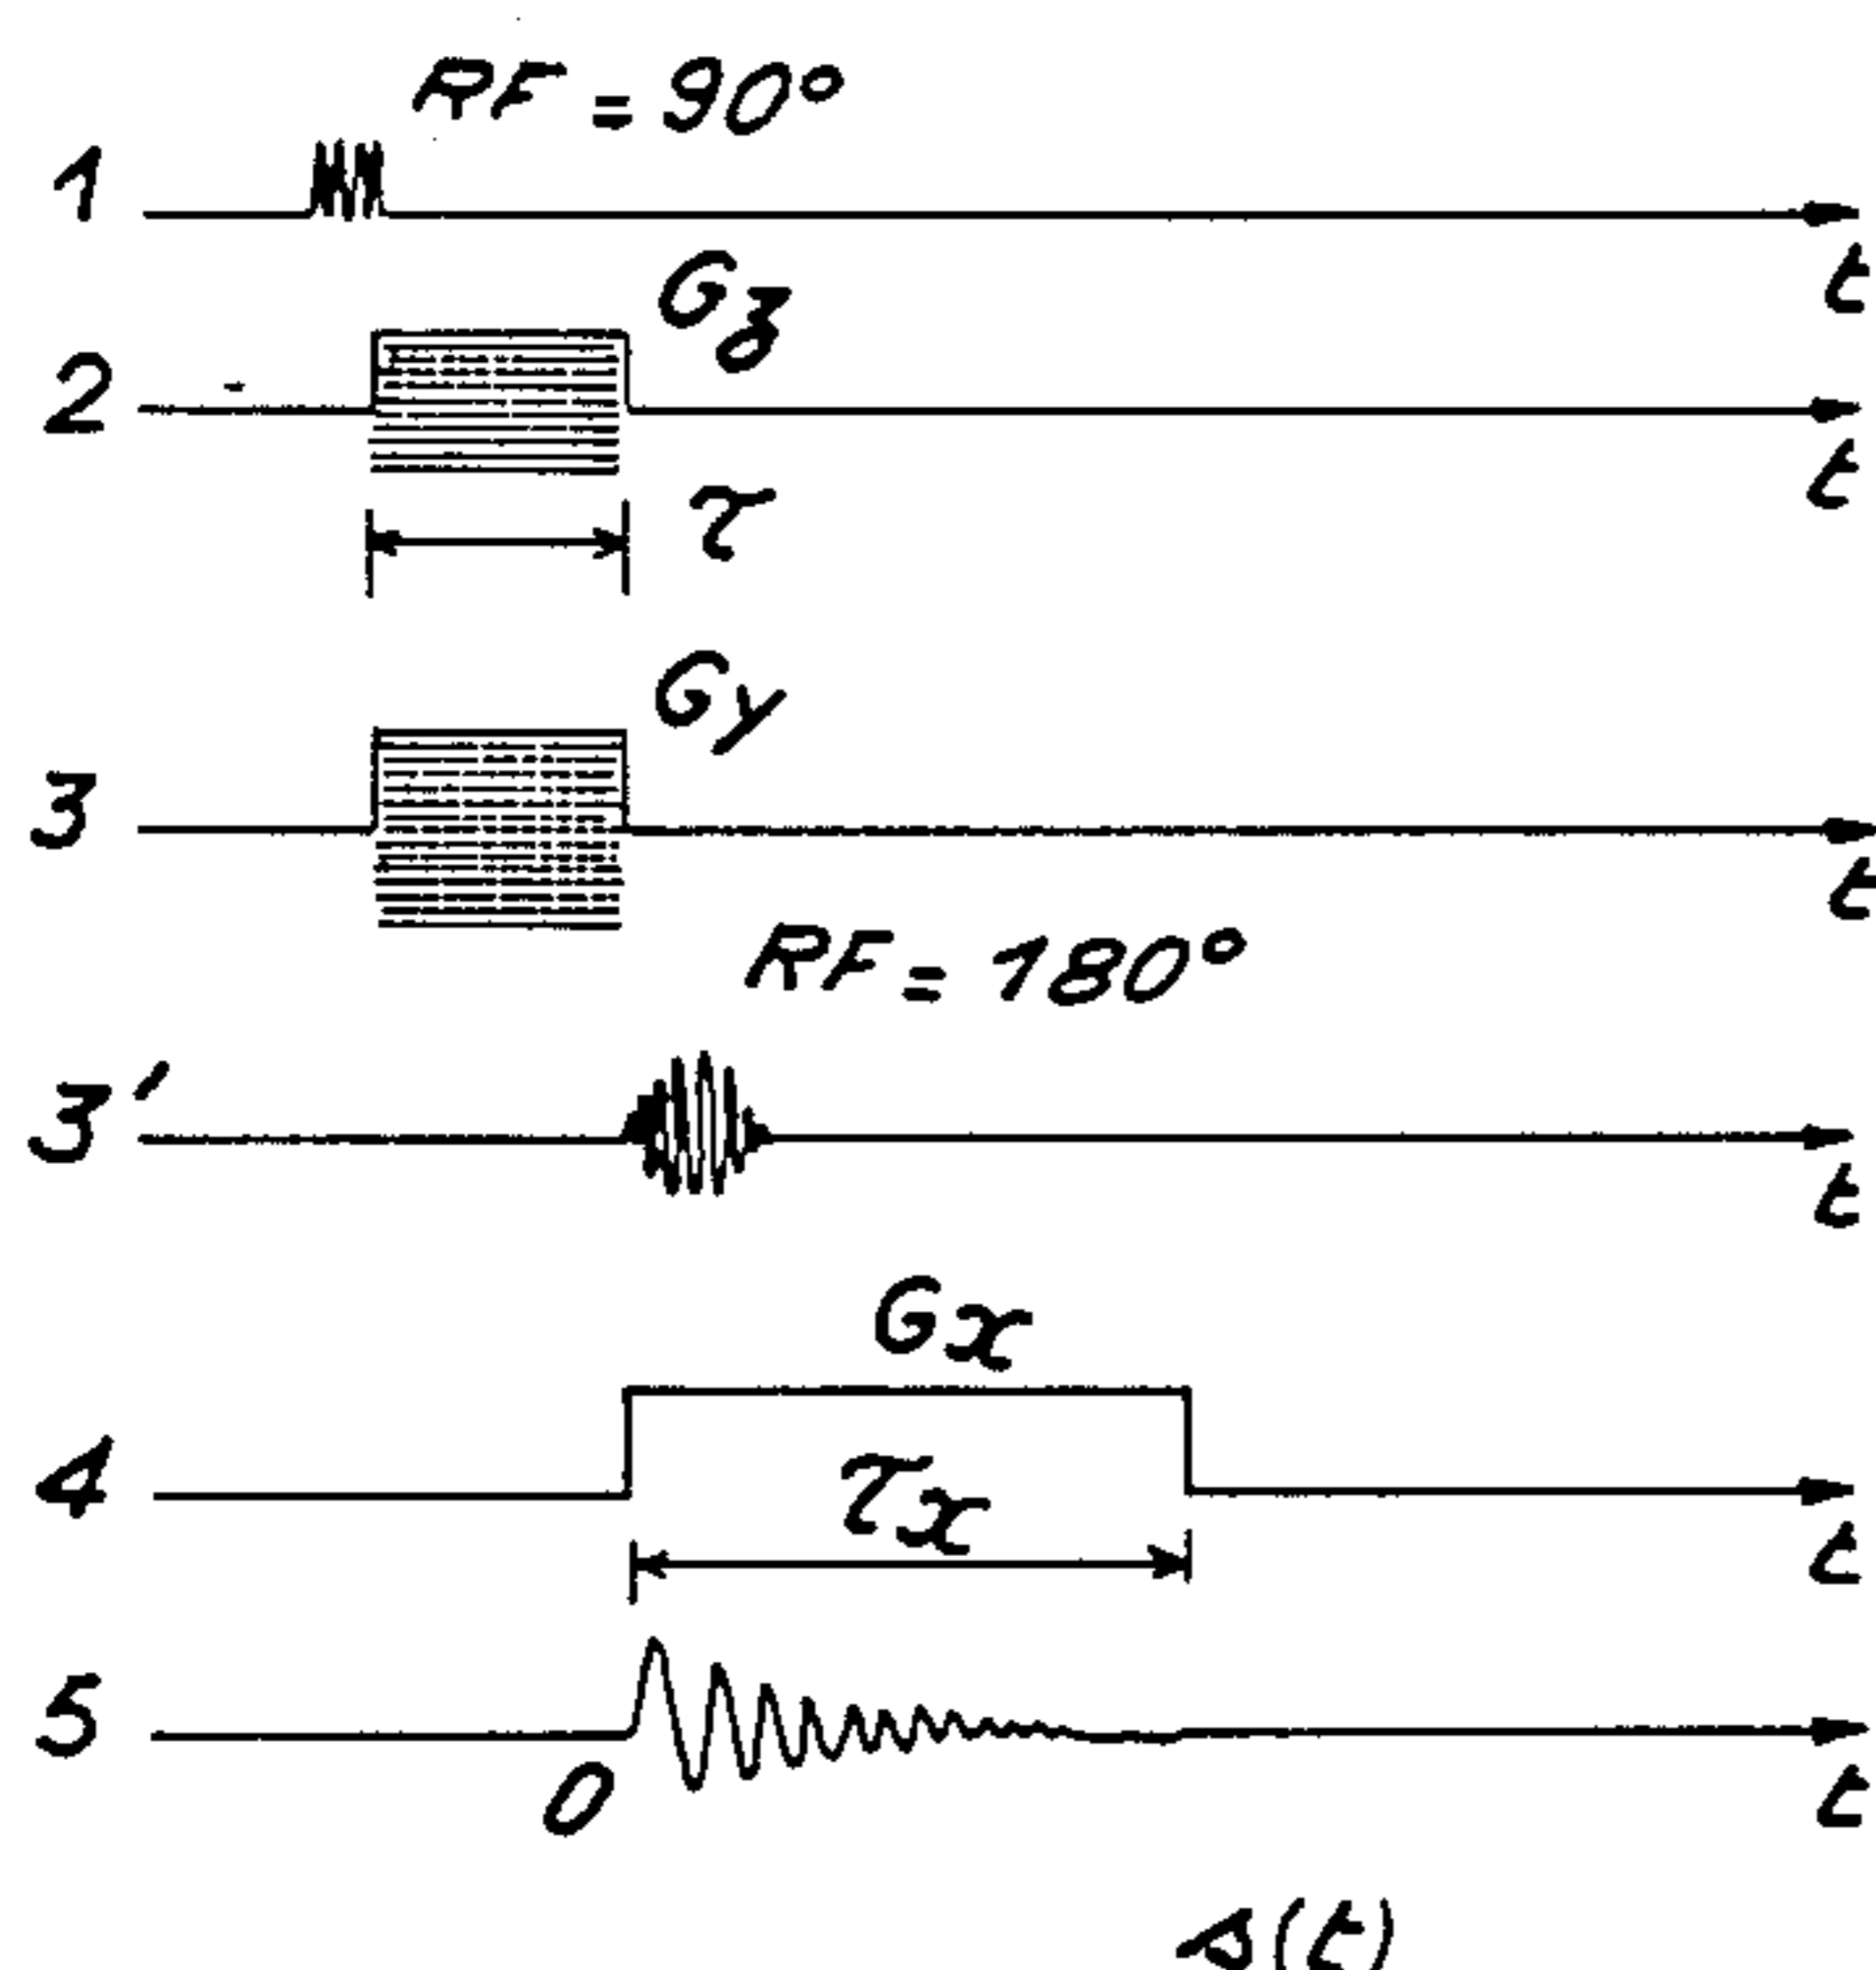 RF = 90°
1
t
Gz
2
t
τ
Gy
3
t
RF = 180°
3'
t
Gx
4
τx
t
5
0
t
s(t)